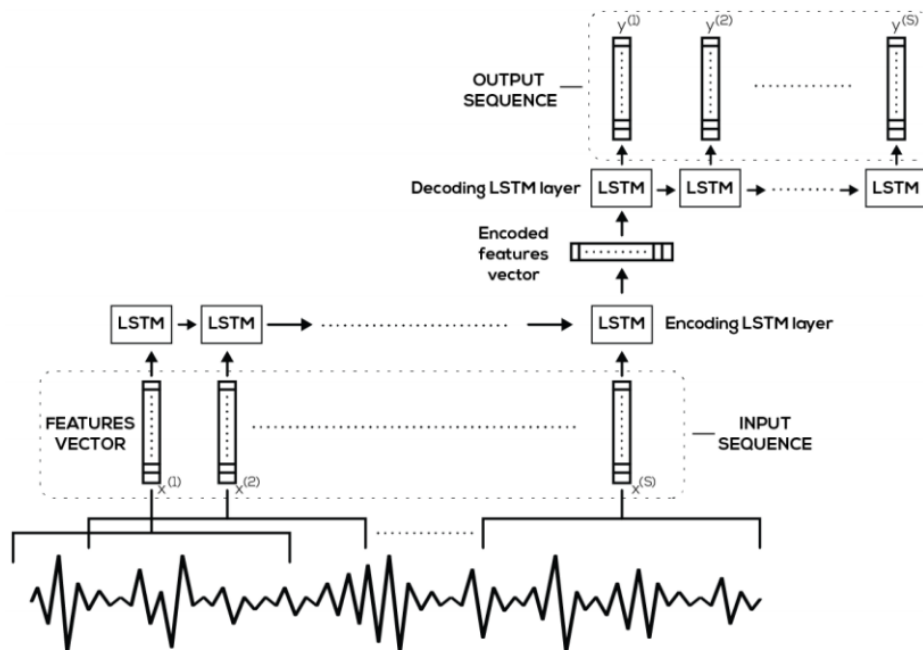 y(1)
y(2)
y(S)
OUTPUT
SEQUENCE
Decoding LSTM layer
LSTM
LSTM
LSTM
Encoded
features
vector
LSTM
LSTM
LSTM
Encoding LSTM layer
FEATURES
VECTOR
INPUT
SEQUENCE
x(1)
x(2)
x(S)